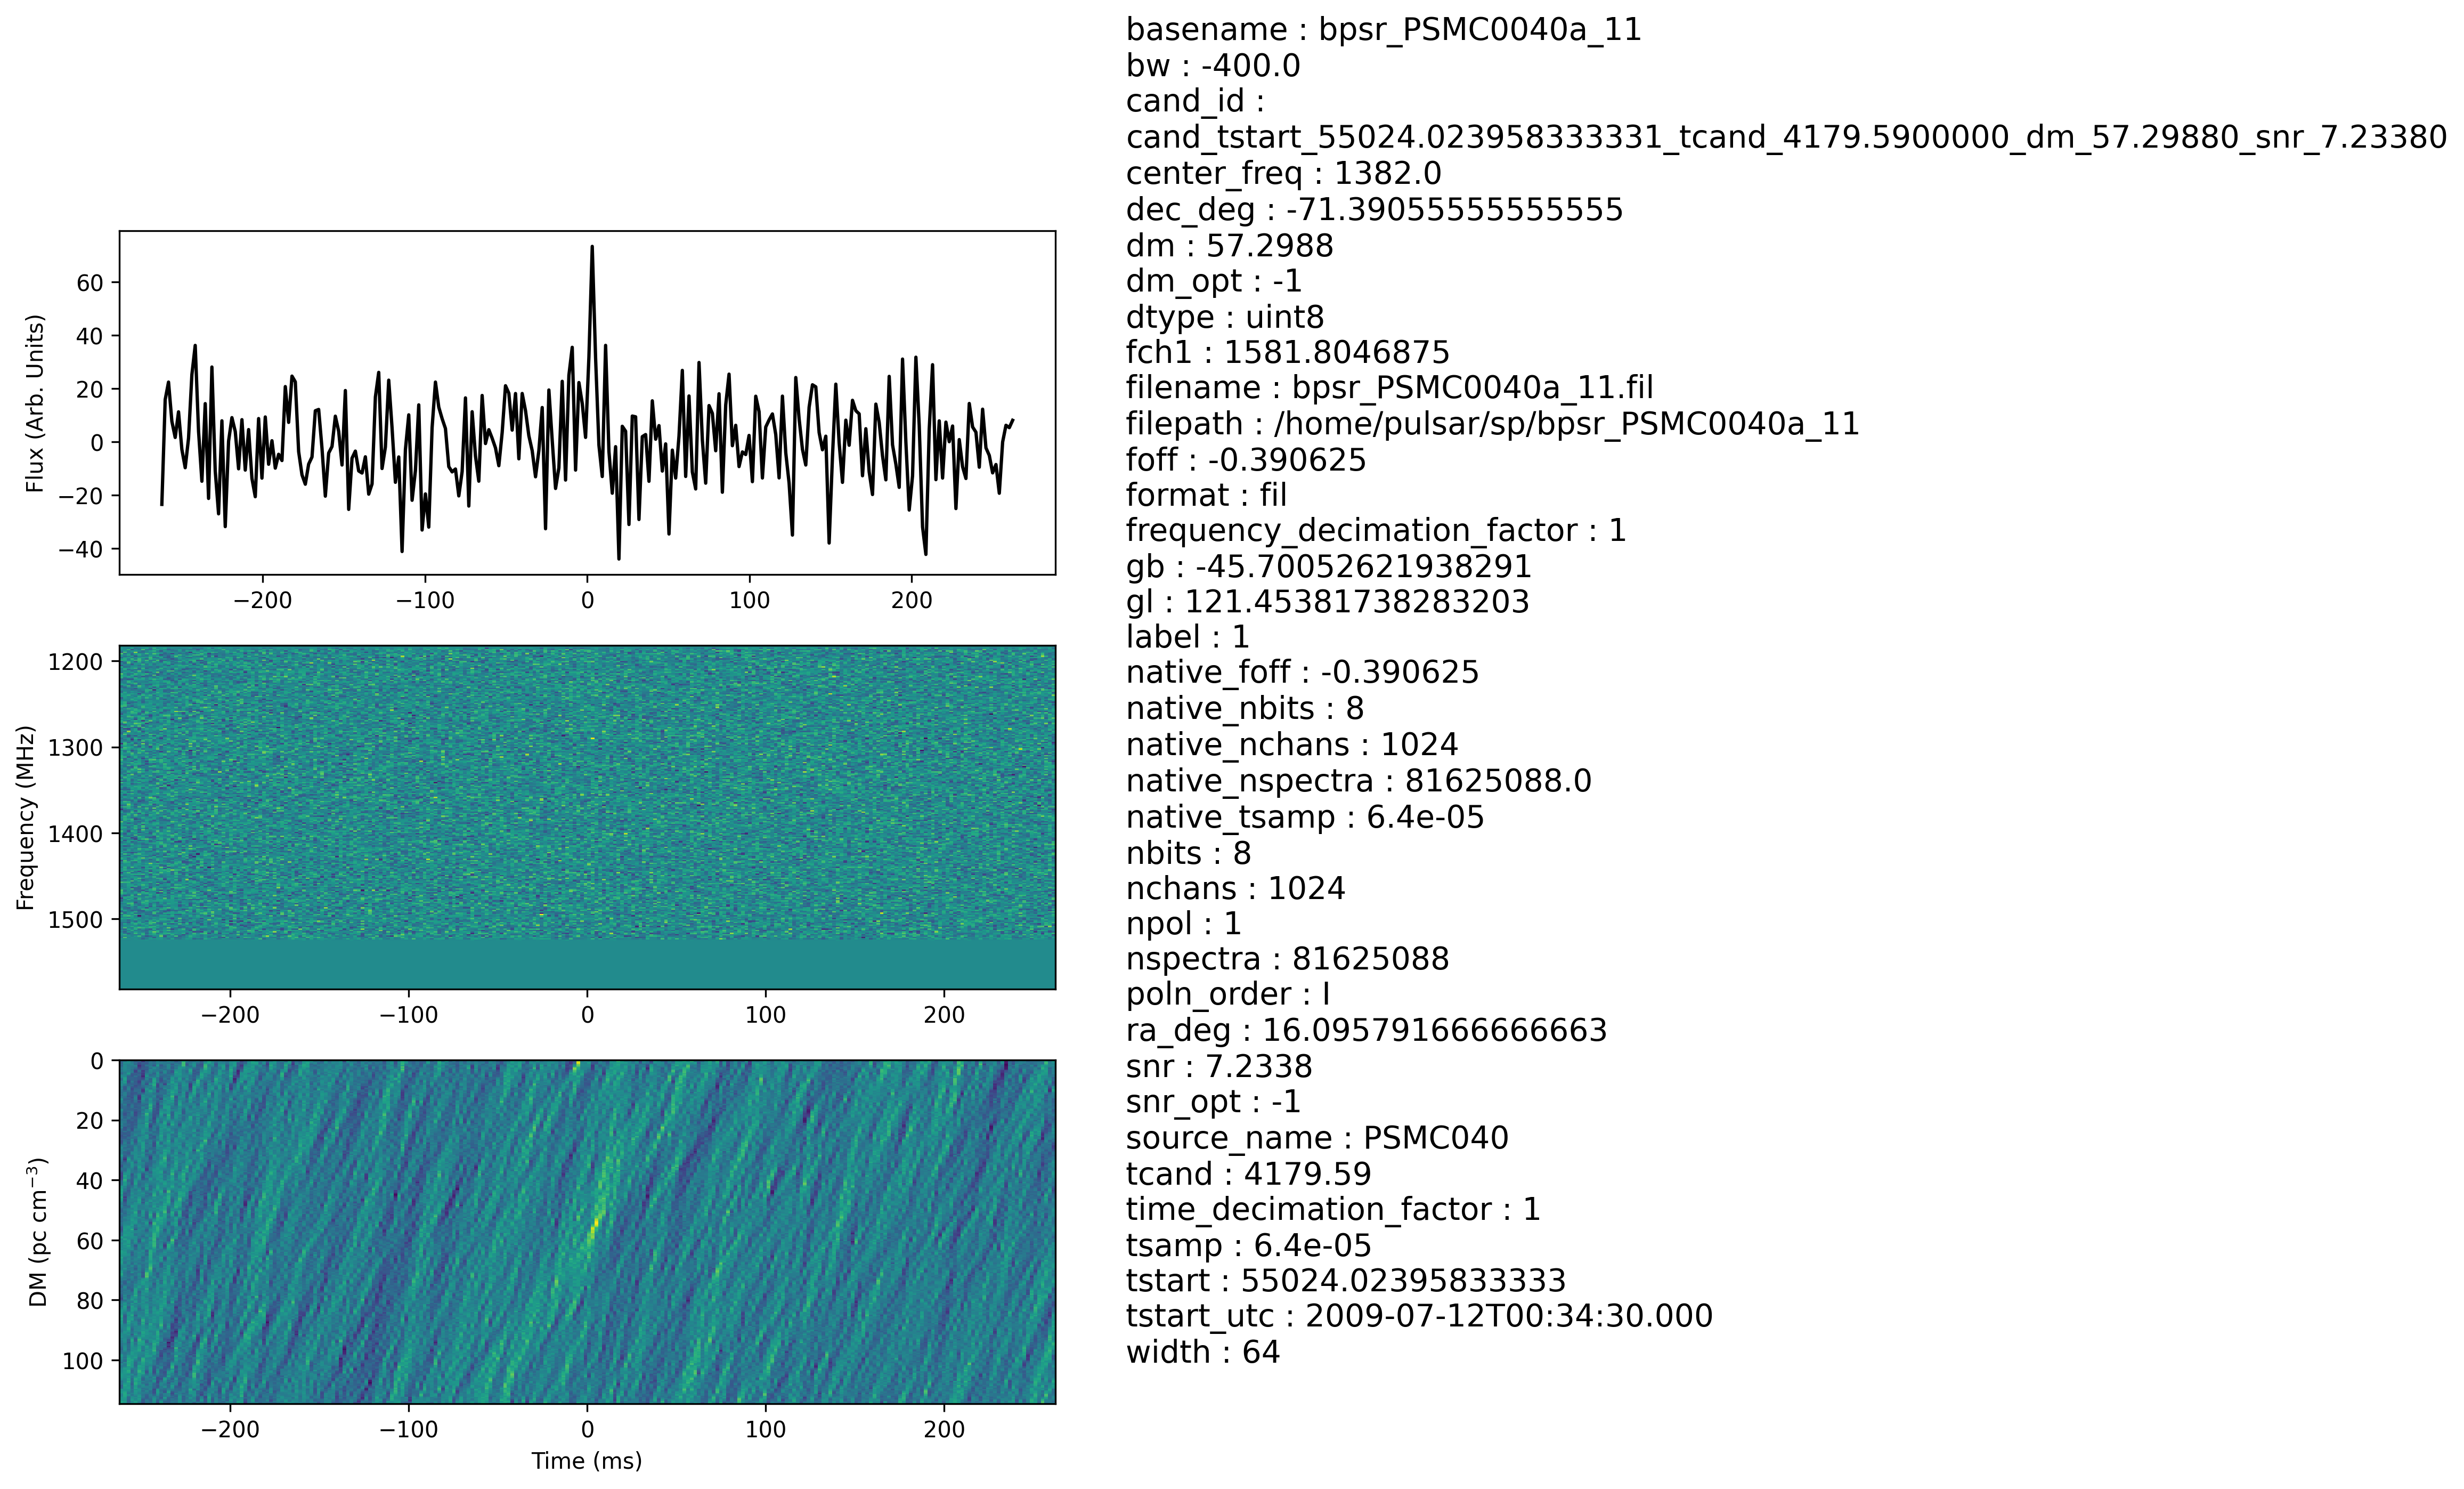 basename : bpsr_PSMC0040a_11
bw : -400.0
cand_id :
cand_tstart_55024.023958333331_tcand_4179.5900000_dm_57.29880_snr_7.23380
center_freq : 1382.0
dec_deg : -71.39055555555555
dm : 57.2988
dm_opt : -1
dtype : uint8
fch1 : 1581.8046875
filename : bpsr_PSMC0040a_11.fil
filepath : /home/pulsar/sp/bpsr_PSMC0040a_11
foff : -0.390625
format : fil
frequency_decimation_factor : 1
gb : -45.70052621938291
gl : 121.45381738283203
label : 1
native_foff : -0.390625
native_nbits : 8
native_nchans : 1024
native_nspectra : 81625088.0
native_tsamp : 6.4e-05
nbits : 8
nchans : 1024
npol : 1
nspectra : 81625088
poln_order : I
ra_deg : 16.095791666666663
snr : 7.2338
snr_opt : -1
source_name : PSMC040
tcand : 4179.59
time_decimation_factor : 1
tsamp : 6.4e-05
tstart : 55024.02395833333
tstart_utc : 2009-07-12T00:34:30.000
width : 64
Flux (Arb. Units)
60
40
20
0
−20
−40
−200 −100 0 100 200
Frequency (MHz)
1200
1300
1400
1500
−200 −100 0 100 200
DM (pc cm⁻³)
0
20
40
60
80
100
−200 −100 0 100 200
Time (ms)